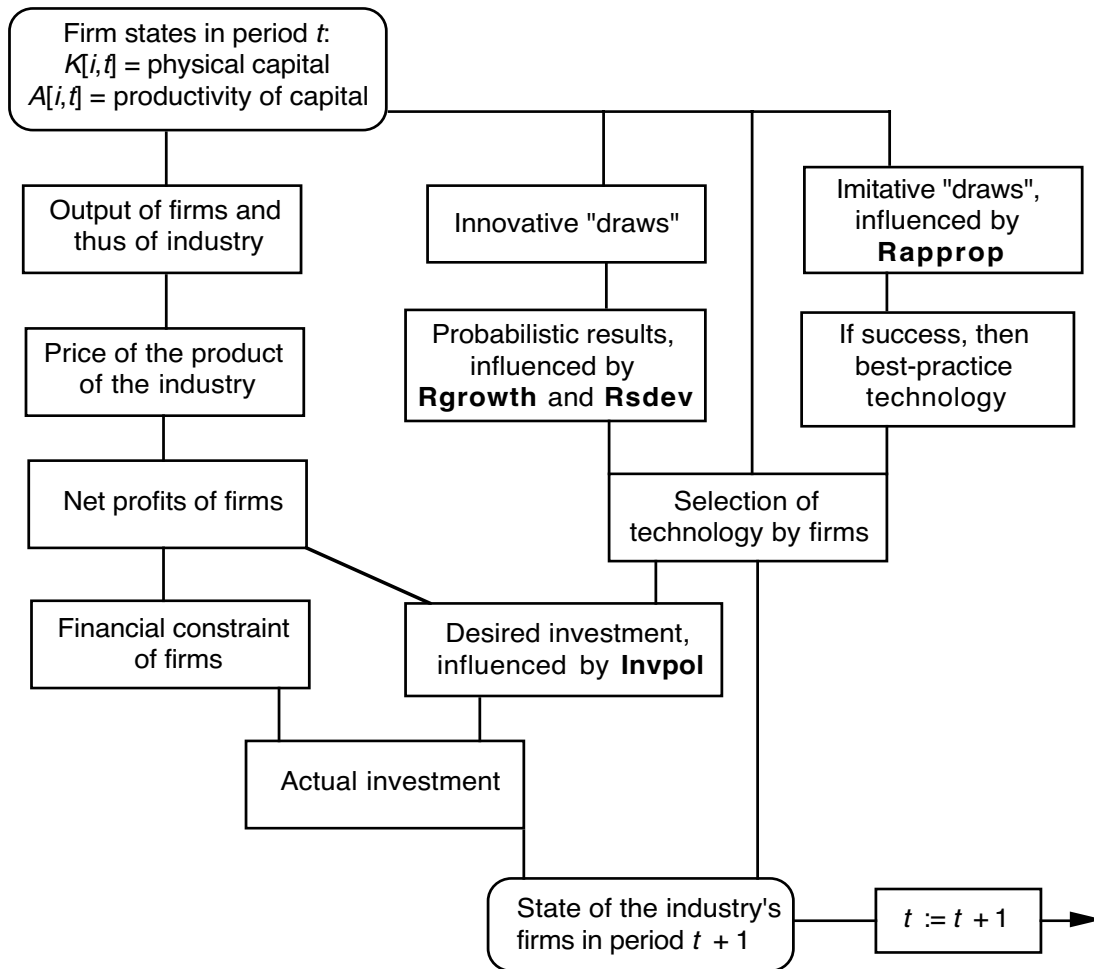 Firm states in period t:
K[i,t] = physical capital
A[i,t] = productivity of capital
Output of firms and
thus of industry
Innovative "draws"
Imitative "draws",
influenced by
Rapprop
Price of the product
of the industry
Probabilistic results,
influenced by
Rgrowth and Rsdev
If success, then
best-practice
technology
Net profits of firms
Selection of
technology by firms
Financial constraint
of firms
Desired investment,
influenced by Invpol
Actual investment
State of the industry's
firms in period t + 1
t := t + 1